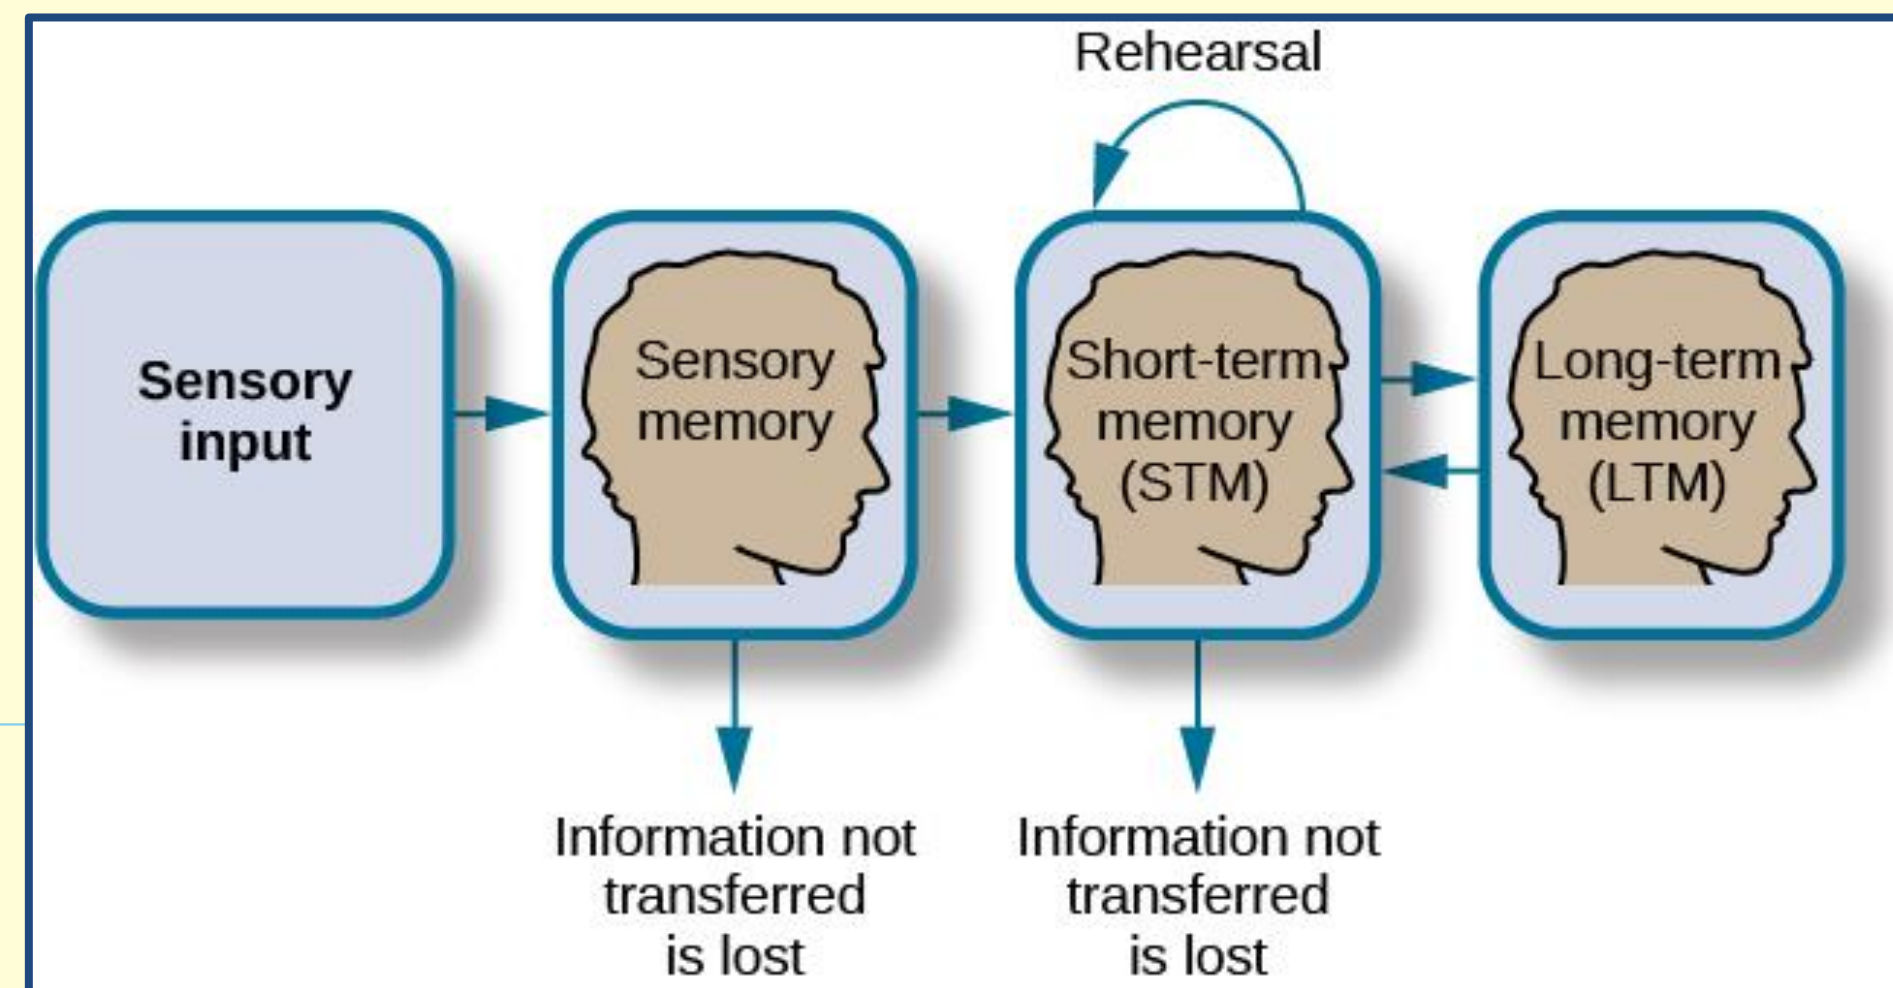 Rehearsal
Sensory
input
Sensory
memory
Short-term
memory
(STM)
Long-term
memory
(LTM)
Information not
transferred
is lost
Information not
transferred
is lost